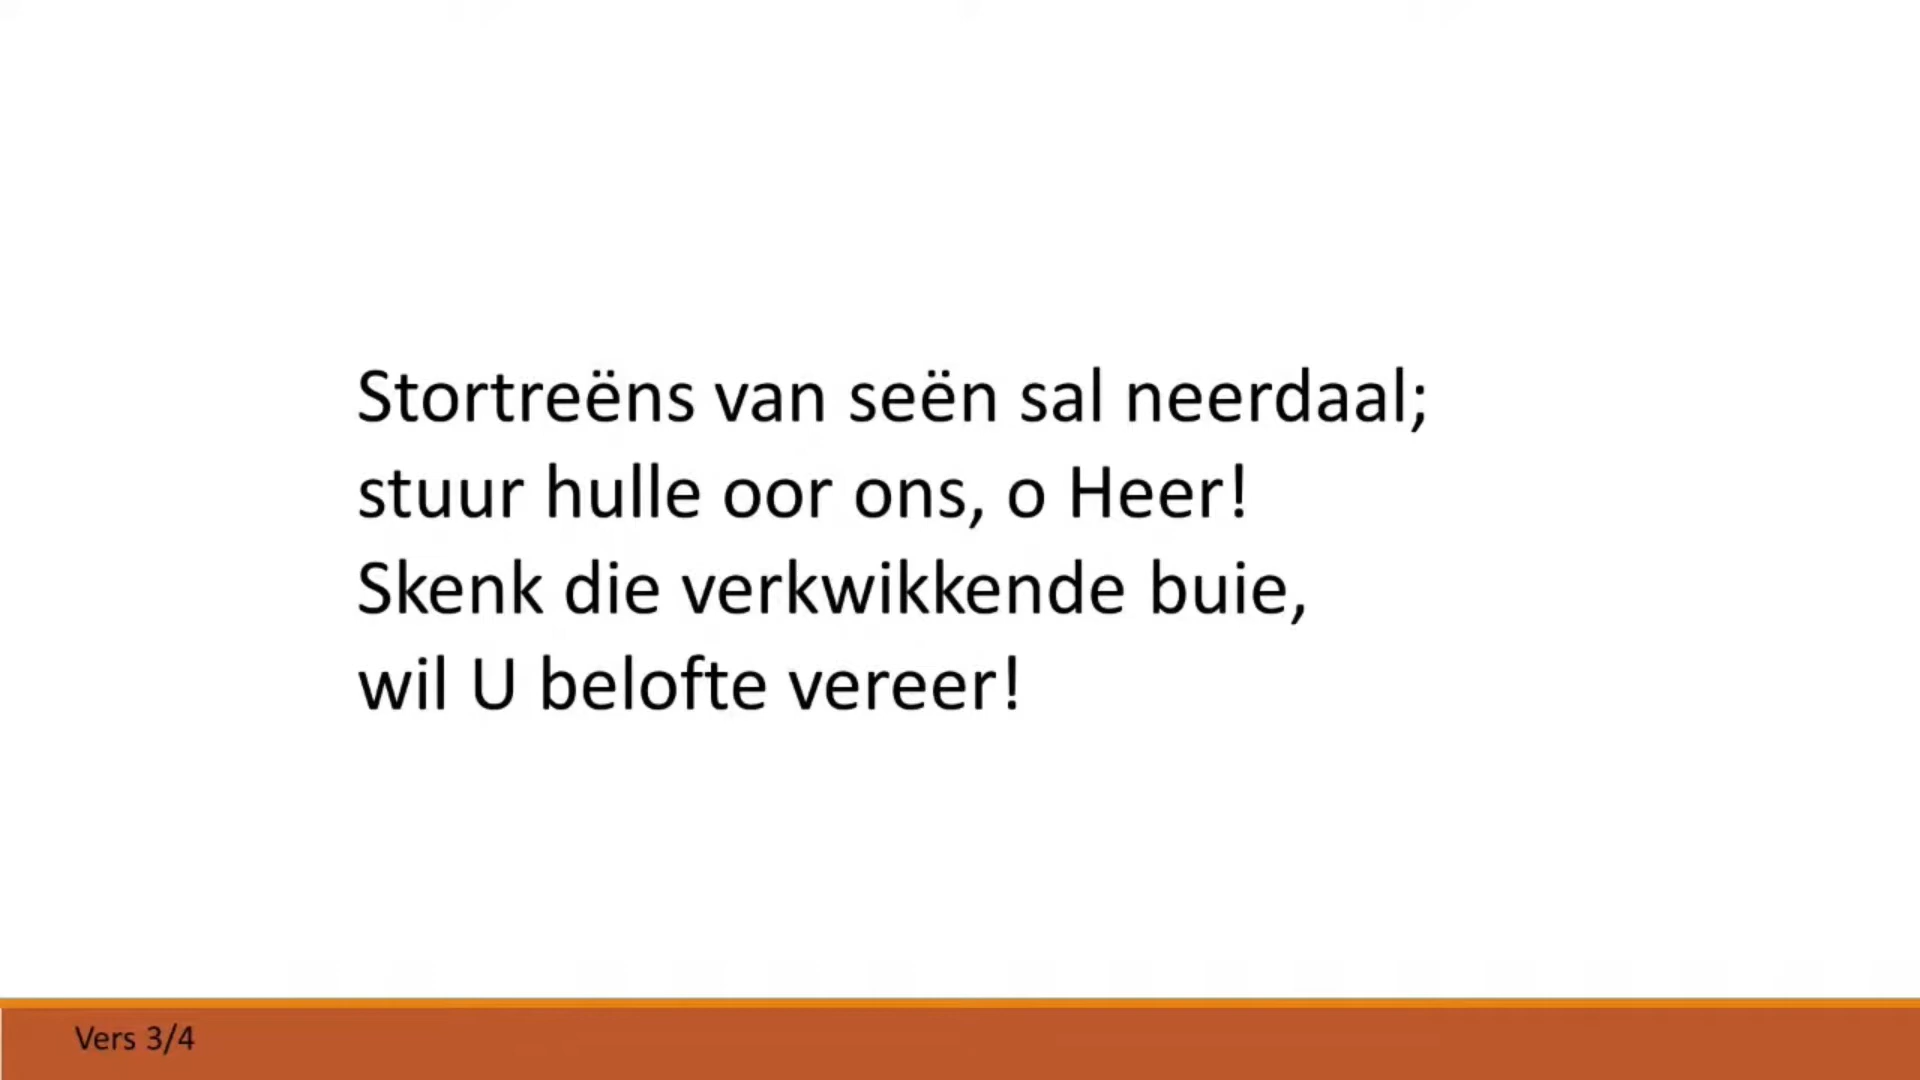 Stortreëns van seën sal neerdaal;
stuur hulle oor ons, o Heer!
Skenk die verkwikkende buie,
wil U belofte vereer!
Vers 3/4